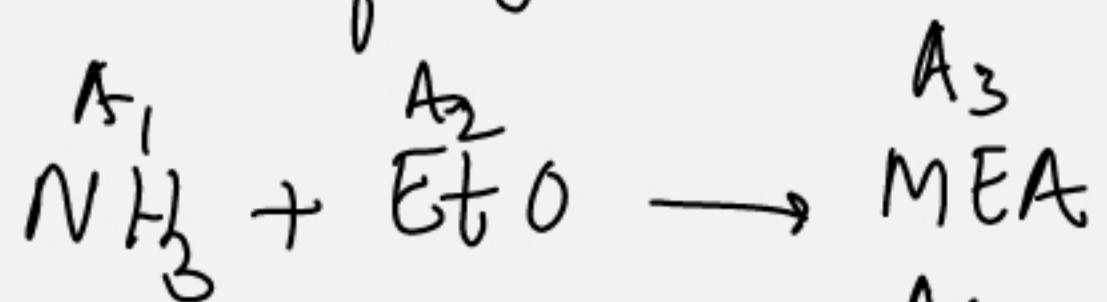 A₁ A₂ A₃
NH₃ + EtO → MEA